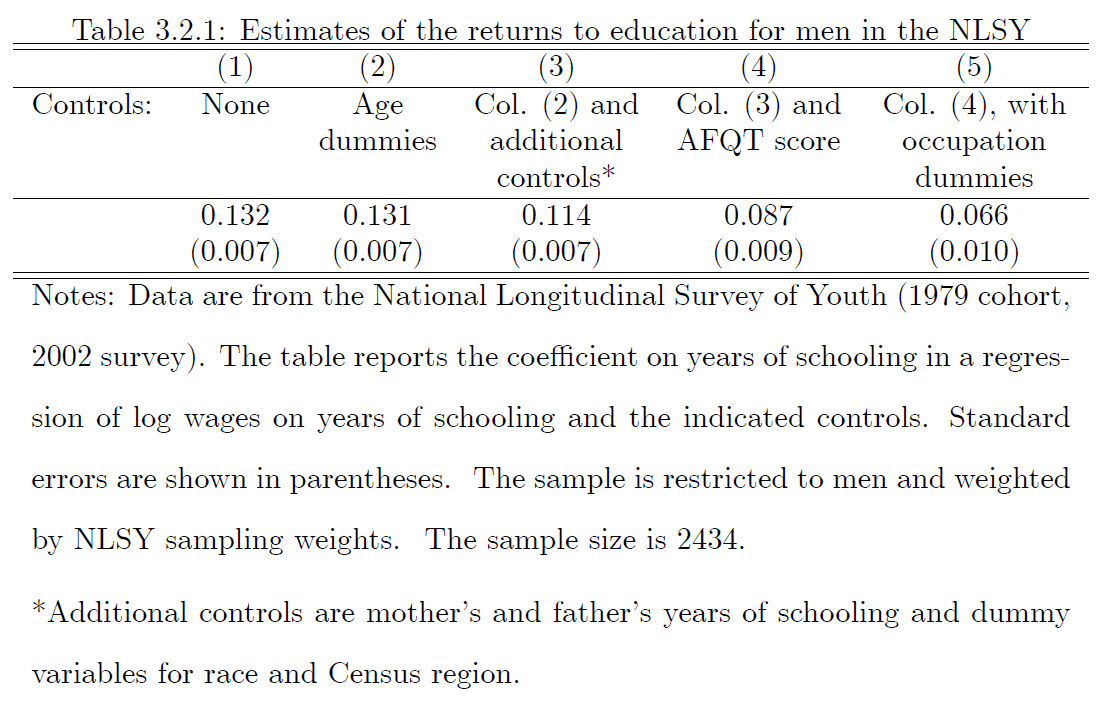 Table 3.2.1: Estimates of the returns to education for men in the NLSY
(1) (2) (3) (4) (5)
Controls: None Age Col. (2) and Col. (3) and Col. (4), with
dummies additional AFQT score occupation
controls* dummies
0.132 0.131 0.114 0.087 0.066
(0.007) (0.007) (0.007) (0.009) (0.010)
Notes: Data are from the National Longitudinal Survey of Youth (1979 cohort,
2002 survey). The table reports the coefficient on years of schooling in a regres-
sion of log wages on years of schooling and the indicated controls. Standard
errors are shown in parentheses. The sample is restricted to men and weighted
by NLSY sampling weights. The sample size is 2434.
*Additional controls are mother's and father's years of schooling and dummy
variables for race and Census region.